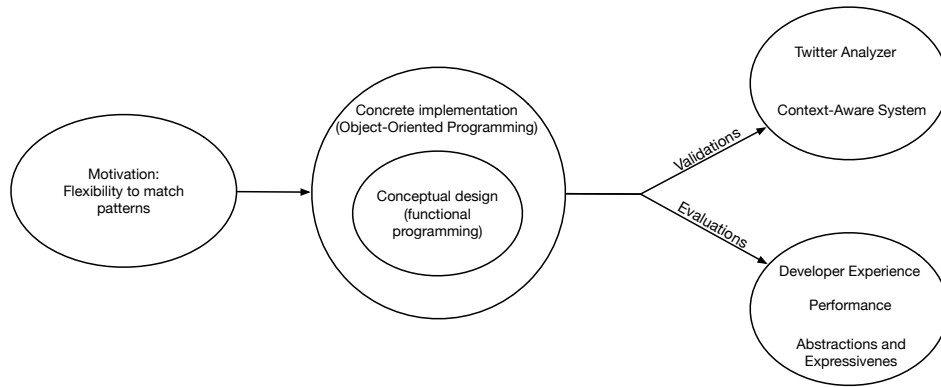 Motivation:
Flexibility to match
patterns
Concrete implementation
(Object-Oriented Programming)
Conceptual design
(functional
programming)
Validations
Evaluations
Twitter Analyzer
Context-Aware System
Developer Experience
Performance
Abstractions and
Expressivenes